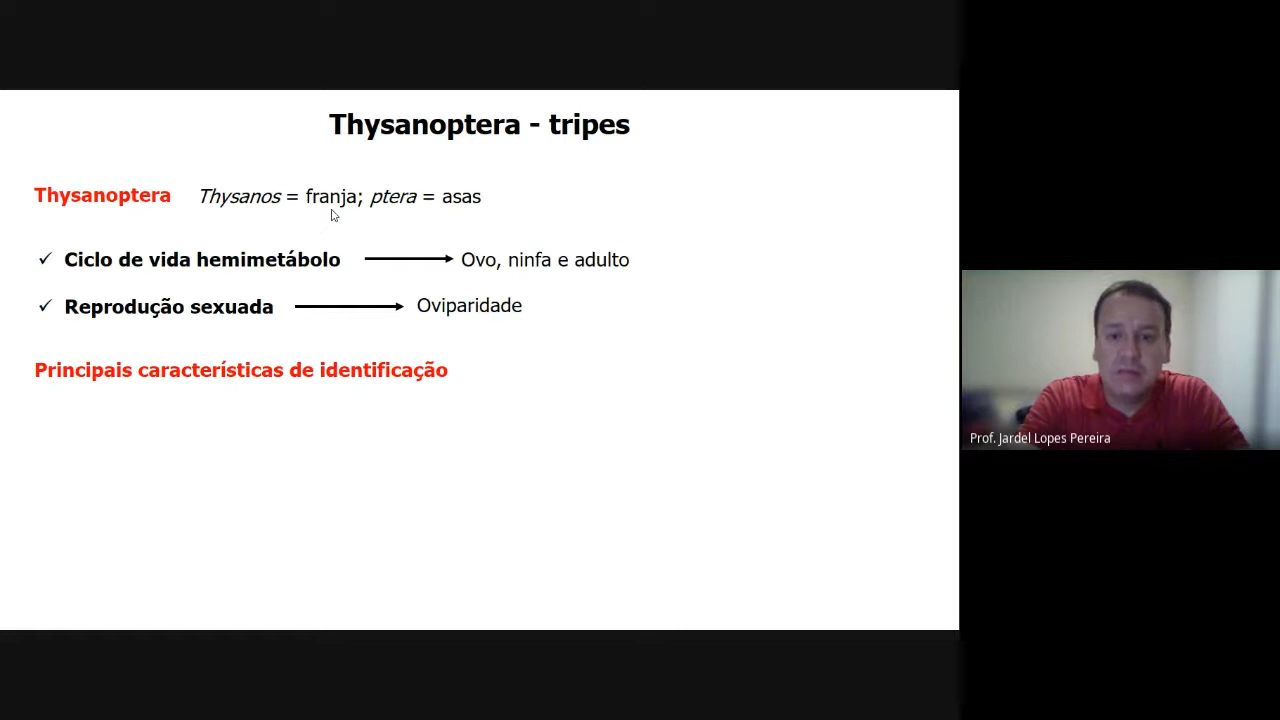 Thysanoptera - tripes
Thysanoptera Thysanos = franja; ptera = asas
✓ Ciclo de vida hemimetábolo → Ovo, ninfa e adulto
✓ Reprodução sexuada → Oviparidade
Principais características de identificação
Prof. Jardel Lopes Pereira